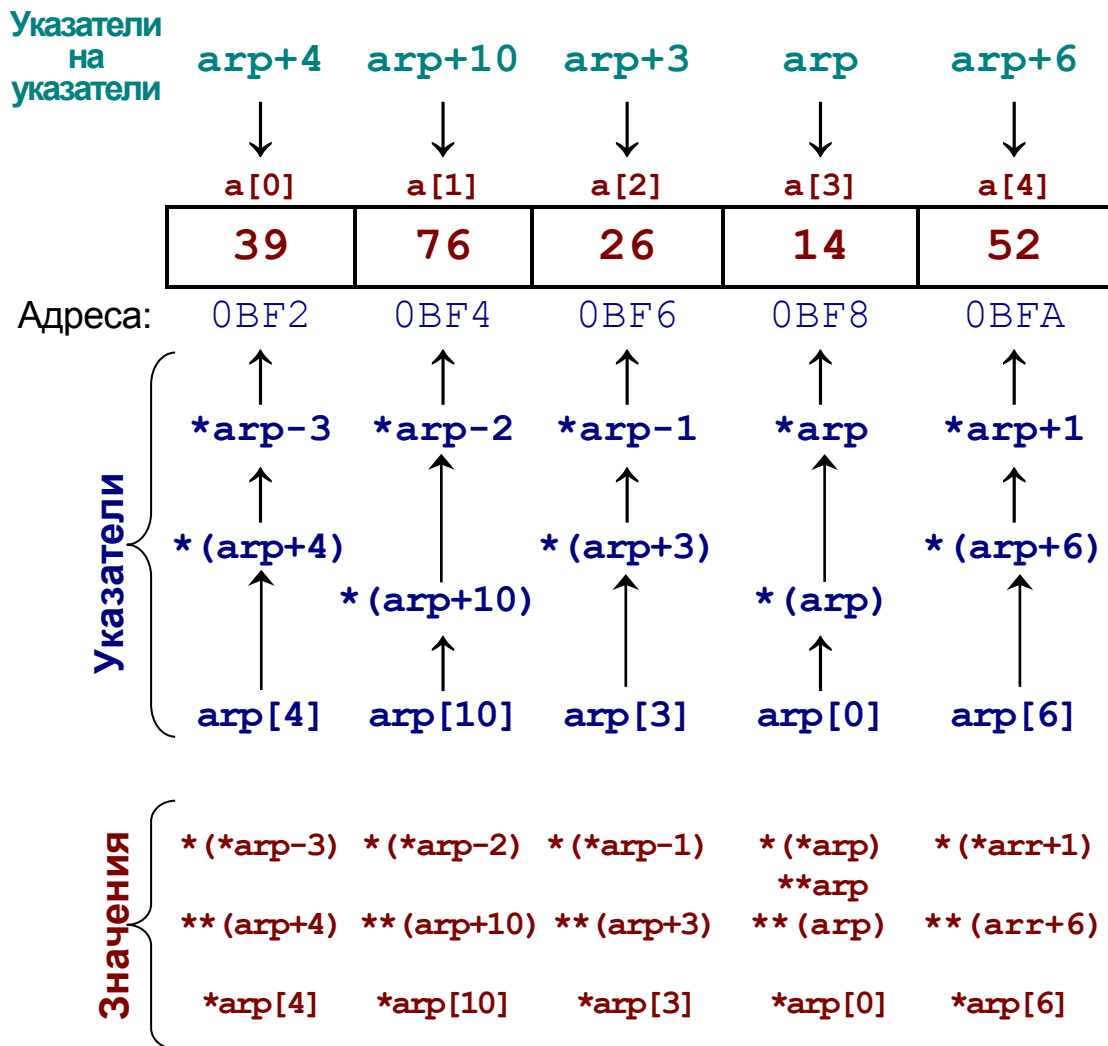 Указатели
на
указатели
arp+4 arp+10 arp+3 arp arp+6
a[0] a[1] a[2] a[3] a[4]
39 76 26 14 52
Адреса: 0BF2 0BF4 0BF6 0BF8 0BFA
Указатели
*arp-3 *arp-2 *arp-1 *arp *arp+1
*(arp+4) *(arp+3) *(arp+6)
*(arp+10) *(arp)
arp[4] arp[10] arp[3] arp[0] arp[6]
Значения
*(*arp-3) *(*arp-2) *(*arp-1) *(*arp) *(*arr+1)
**arp
**(arp+4) **(arp+10) **(arp+3) **(arp) **(arr+6)
*arp[4] *arp[10] *arp[3] *arp[0] *arp[6]